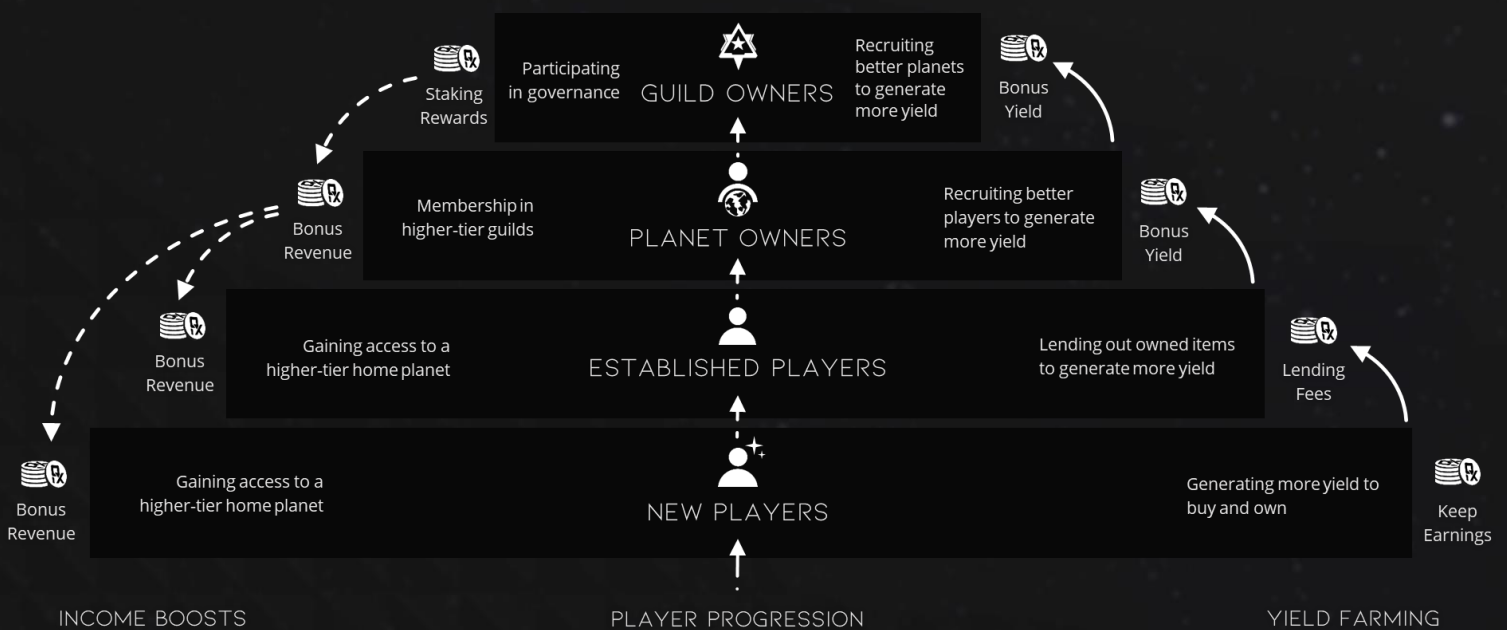 Staking
Rewards
Participating
in governance
GUILD OWNERS
Recruiting
better planets
to generate
more yield
Bonus
Yield
Bonus
Revenue
Membership in
higher-tier guilds
PLANET OWNERS
Recruiting better
players to generate
more yield
Bonus
Yield
Bonus
Revenue
Gaining access to a
higher-tier home planet
ESTABLISHED PLAYERS
Lending out owned items
to generate more yield
Lending
Fees
Bonus
Revenue
Gaining access to a
higher-tier home planet
NEW PLAYERS
Generating more yield to
buy and own
Keep
Earnings
INCOME BOOSTS
PLAYER PROGRESSION
YIELD FARMING